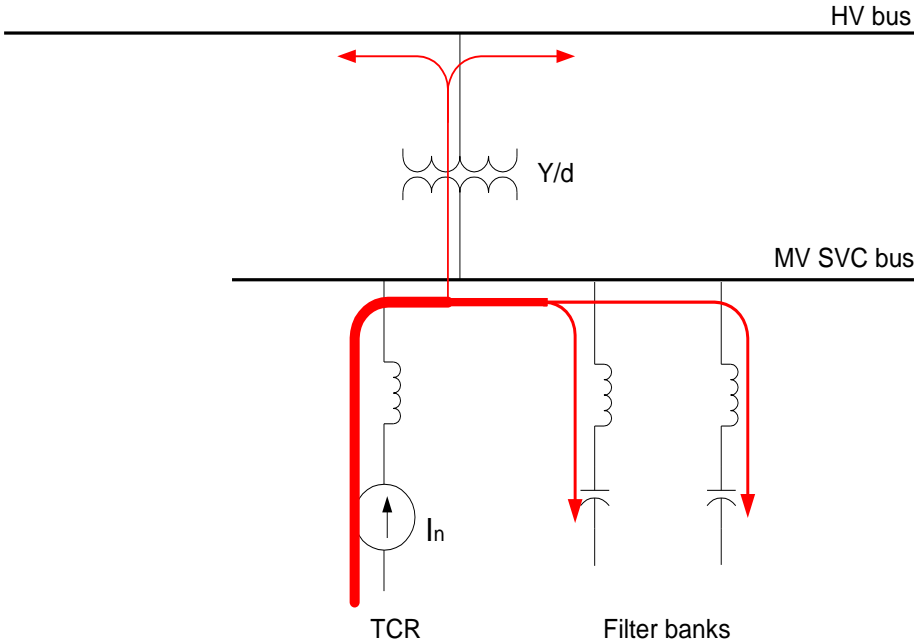 HV bus
Y/d
MV SVC bus
In
TCR
Filter banks